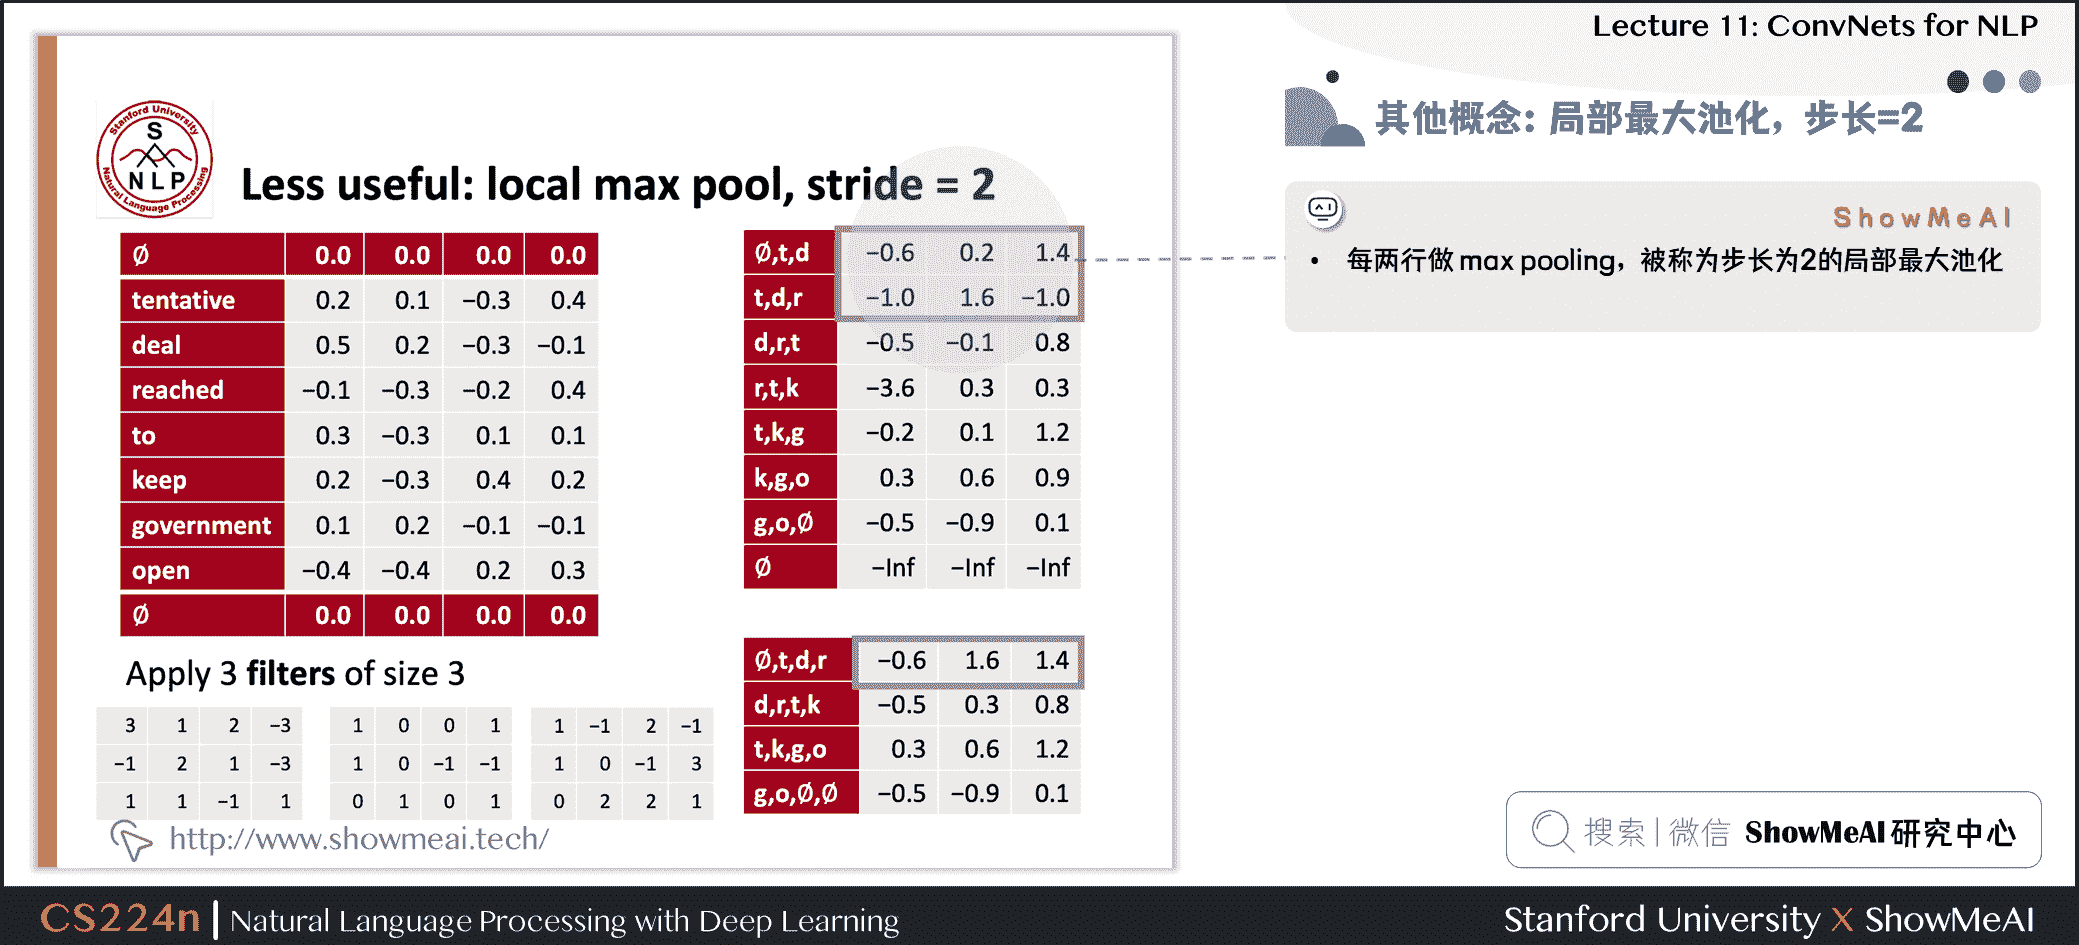 Lecture 11: ConvNets for NLP
Stanford University
S
N L P
Natural Language Processing
Less useful: local max pool, stride = 2
Ø 0.0 0.0 0.0 0.0
tentative 0.2 0.1 −0.3 0.4
deal 0.5 0.2 −0.3 −0.1
reached −0.1 −0.3 −0.2 0.4
to 0.3 −0.3 0.1 0.1
keep 0.2 −0.3 0.4 0.2
government 0.1 0.2 −0.1 −0.1
open −0.4 −0.4 0.2 0.3
Ø 0.0 0.0 0.0 0.0
Apply 3 filters of size 3
3 1 2 −3
−1 2 1 −3
1 1 −1 1
1 0 0 1
1 0 −1 −1
0 1 0 1
1 −1 2 −1
1 0 −1 3
0 2 2 1
http://www.showmeai.tech/
Ø,t,d −0.6 0.2 1.4
t,d,r −1.0 1.6 −1.0
d,r,t −0.5 −0.1 0.8
r,t,k −3.6 0.3 0.3
t,k,g −0.2 0.1 1.2
k,g,o 0.3 0.6 0.9
g,o,Ø −0.5 −0.9 0.1
Ø −Inf −Inf −Inf
Ø,t,d,r −0.6 1.6 1.4
d,r,t,k −0.5 0.3 0.8
t,k,g,o 0.3 0.6 1.2
g,o,Ø,Ø −0.5 −0.9 0.1
其他概念: 局部最大池化，步长=2
ShowMeAI
• 每两行做 max pooling，被称为步长为2的局部最大池化
搜索|微信 ShowMeAI 研究中心
CS224n | Natural Language Processing with Deep Learning
Stanford University X ShowMeAI